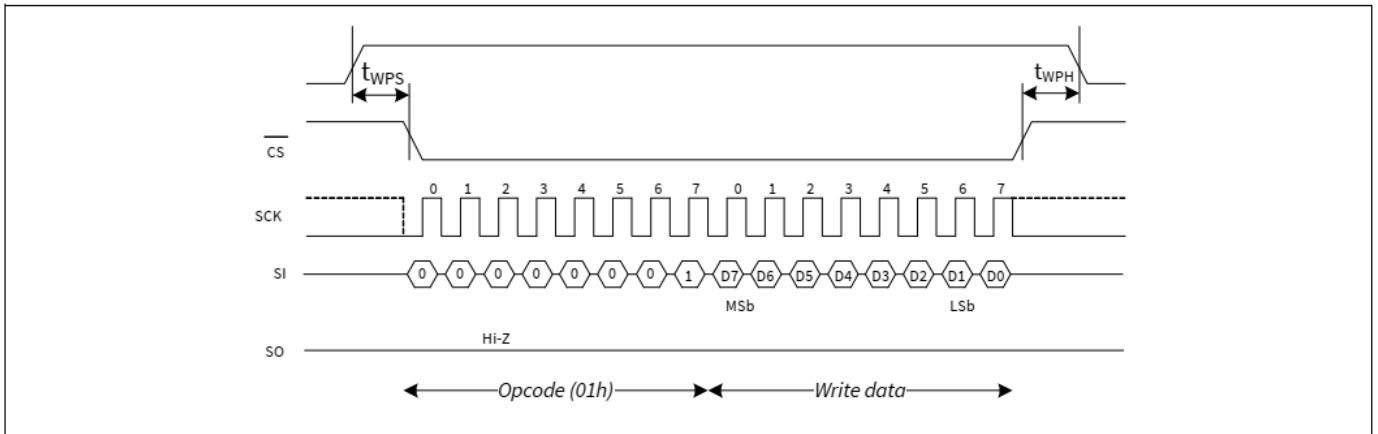 tWPS
tWPH
CS
SCK
0 1 2 3 4 5 6 7 0 1 2 3 4 5 6 7
SI
0 0 0 0 0 0 0 1 D7 D6 D5 D4 D3 D2 D1 D0
MSb LSb
Hi-Z
SO
Opcode (01h) Write data